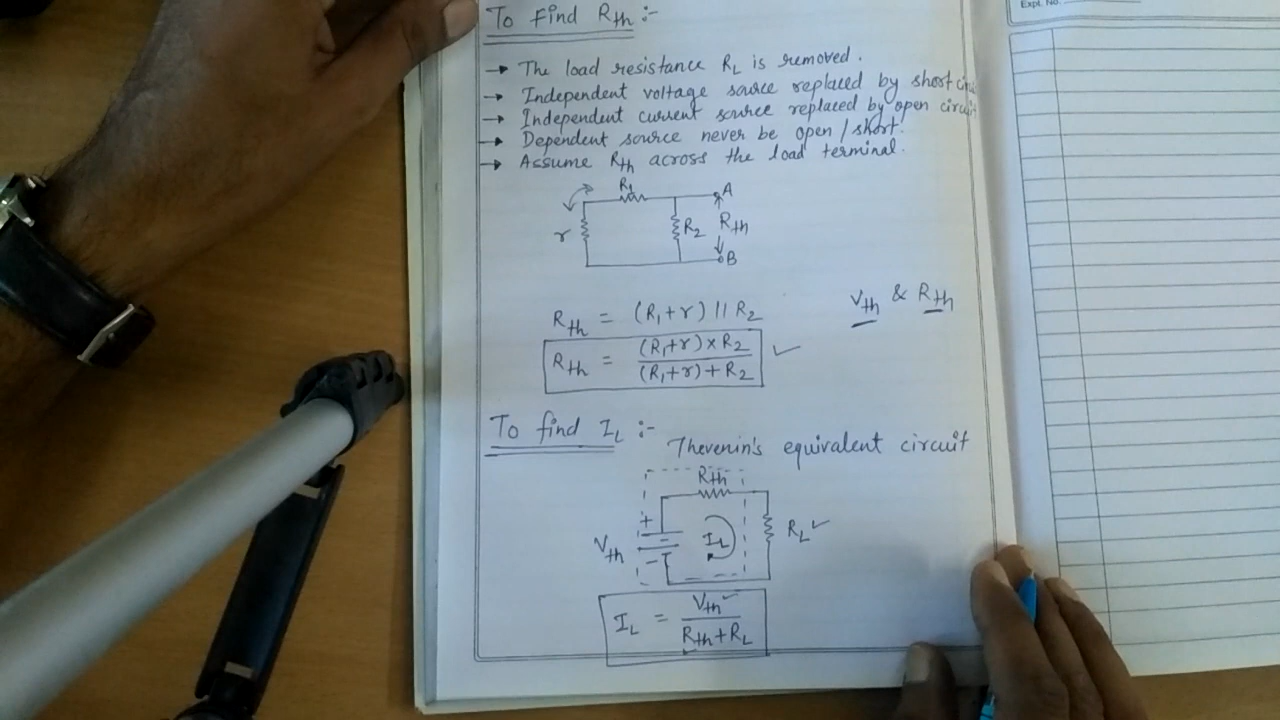 To Find Rth :-
Expt. No.
→ The load resistance RL is removed.
→ Independent voltage source replaced by short
→ Independent current source replaced by open
→ Dependent source never be open / short.
→ Assume Rth across the load terminal.
R1
A
r
R2
Rth
B
Rth = (R1+r) || R2
Vth & Rth
Rth = (R1+r)×R2 / (R1+r)+R2 ✓
To find IL :-
Thevenin's equivalent circuit
Rth
+
Vth
-
IL
RL ✓
IL = Vth ✓ / Rth+RL